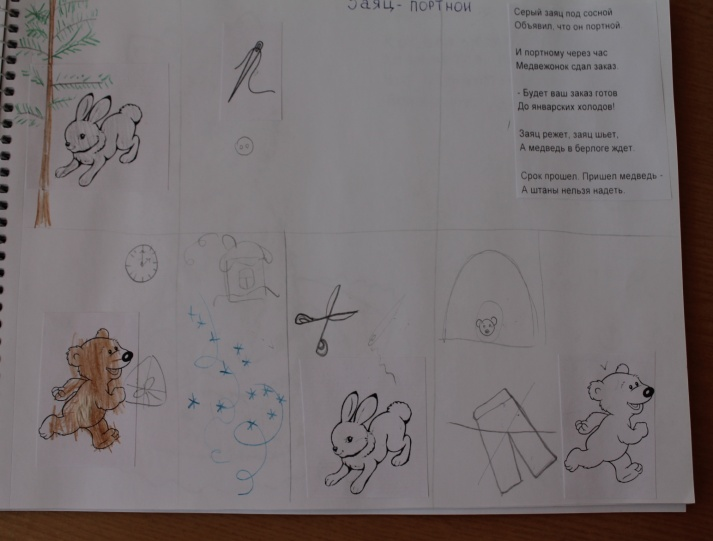 Заяц - портной
Серый заяц под сосной
Объявил, что он портной.
И портному через час
Медвежонок сдал заказ.
- Будет ваш заказ готов
До январских холодов!
Заяц режет, заяц шьет,
А медведь в берлоге ждет.
Срок прошел. Пришел медведь -
А штаны нельзя надеть.